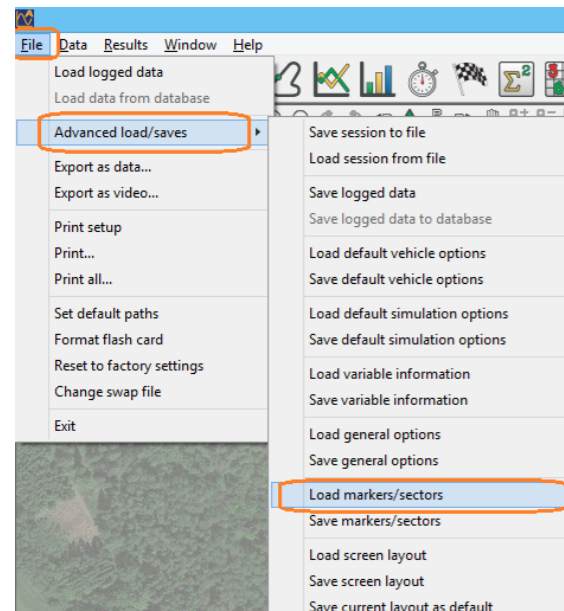 File Data Results Window Help
Load logged data
Load data from database
Advanced load/saves
Export as data...
Export as video...
Print setup
Print...
Print all...
Set default paths
Format flash card
Reset to factory settings
Change swap file
Exit
Save session to file
Load session from file
Save logged data
Save logged data to database
Load default vehicle options
Save default vehicle options
Load default simulation options
Save default simulation options
Load variable information
Save variable information
Load general options
Save general options
Load markers/sectors
Save markers/sectors
Load screen layout
Save screen layout
Save current layout as default
Σ²